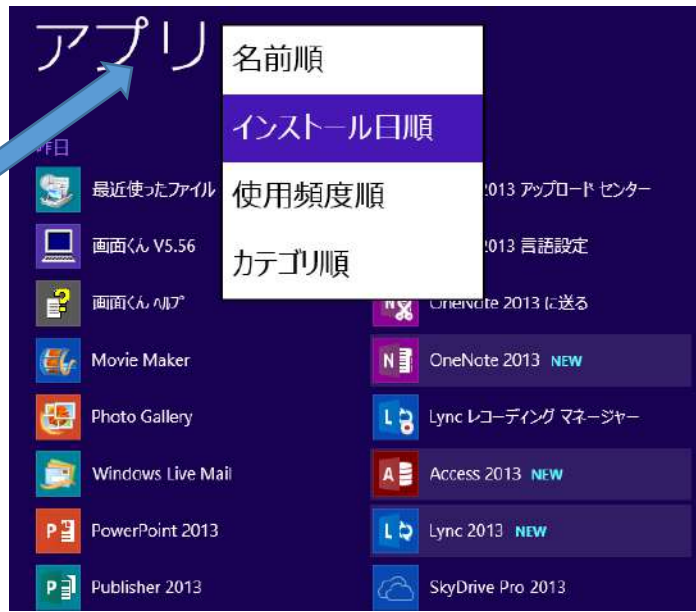 アプリ
名前順
インストール日順
使用頻度順
カテゴリ順
昨日
最近使ったファイル
画面くん V5.56
画面くん ヘルプ
Movie Maker
Photo Gallery
Windows Live Mail
PowerPoint 2013
Publisher 2013
2013 アップロード センター
2013 言語設定
OneNote 2013 に送る
OneNote 2013 NEW
Lync レコーディング マネージャー
Access 2013 NEW
Lync 2013 NEW
SkyDrive Pro 2013